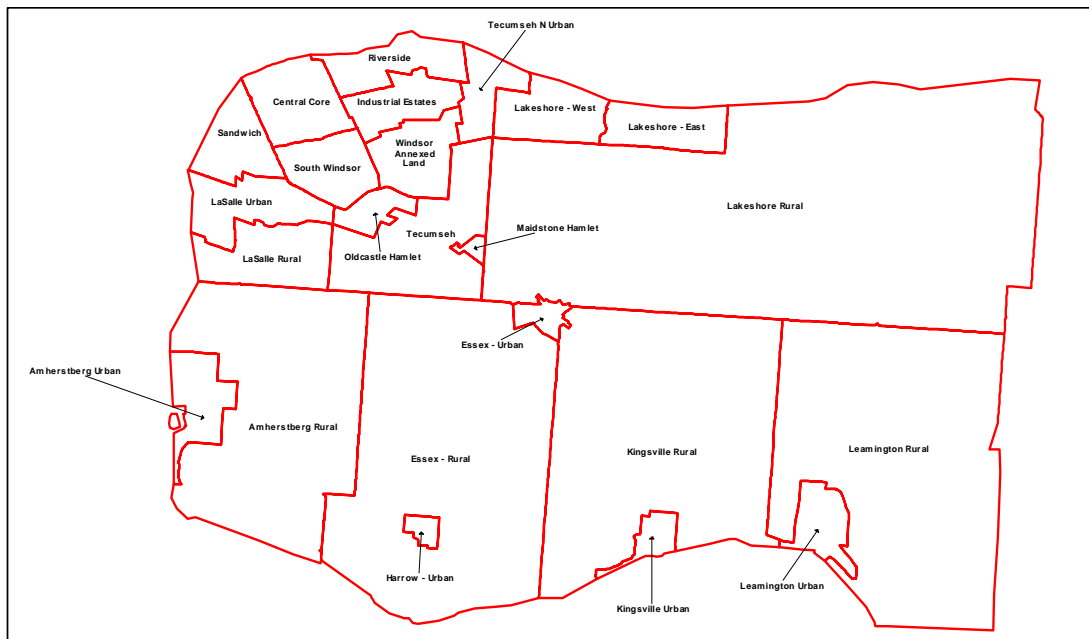 Tecumseh N Urban
Riverside
Central Core
Industrial Estates
Lakeshore - West
Lakeshore - East
Sandwich
Windsor
Annexed
Land
South Windsor
LaSalle Urban
Lakeshore Rural
Tecumseh
Maidstone Hamlet
LaSalle Rural
Oldcastle Hamlet
Essex - Urban
Amherstberg Urban
Amherstberg Rural
Essex - Rural
Kingsville Rural
Leamington Rural
Harrow - Urban
Leamington Urban
Kingsville Urban